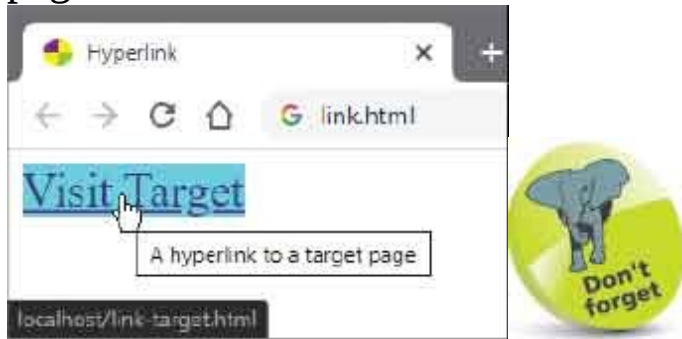 Hyperlink
link.html
Visit Target
A hyperlink to a target page
localhost/link-target.html
Don't
forget